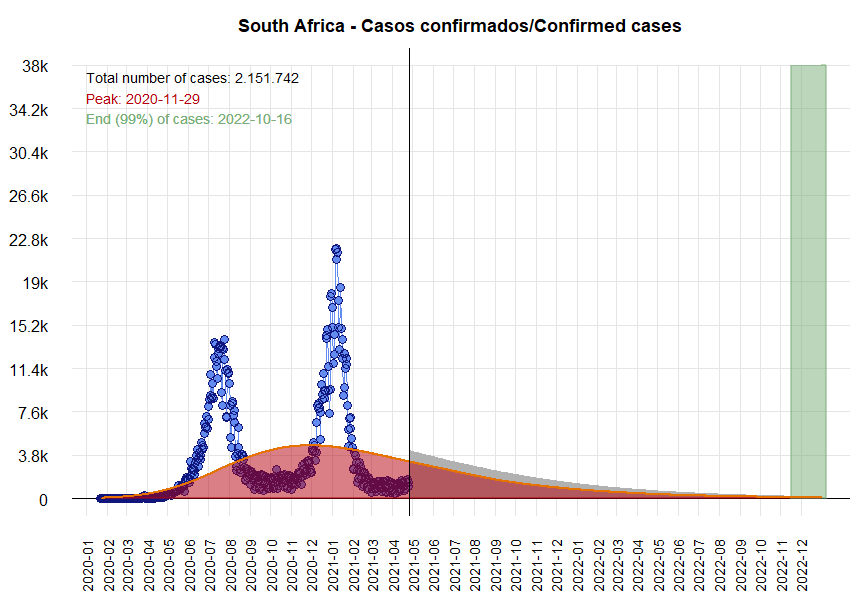 South Africa - Casos confirmados/Confirmed cases
Total number of cases: 2.151.742
Peak: 2020-11-29
End (99%) of cases: 2022-10-16
38k
34.2k
30.4k
26.6k
22.8k
19k
15.2k
11.4k
7.6k
3.8k
0
2020-01
2020-02
2020-03
2020-04
2020-05
2020-06
2020-07
2020-08
2020-09
2020-10
2020-11
2020-12
2021-01
2021-02
2021-03
2021-04
2021-05
2021-06
2021-07
2021-08
2021-09
2021-10
2021-11
2021-12
2022-01
2022-02
2022-03
2022-04
2022-05
2022-06
2022-07
2022-08
2022-09
2022-10
2022-11
2022-12